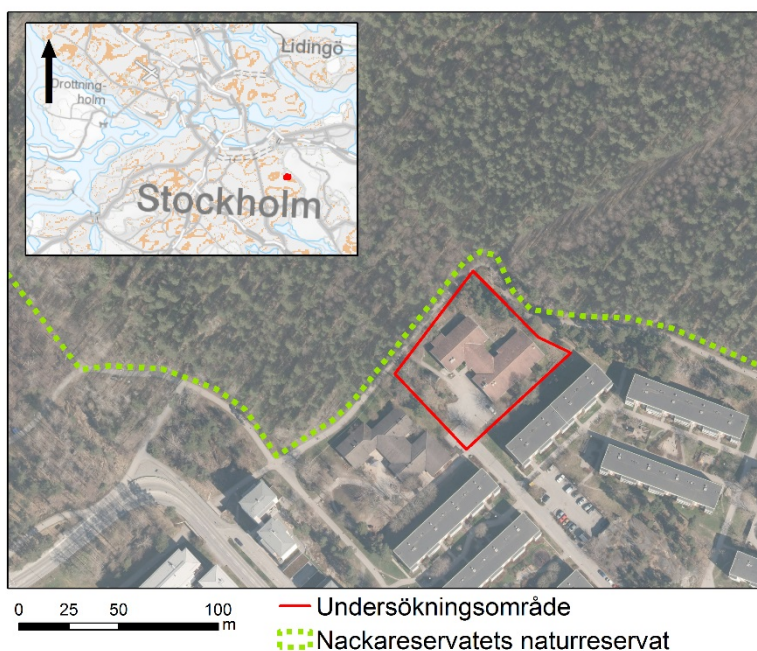 Lidingö
Drottning-
holm
Stockholm
0 25 50 100
m
Undersökningsområde
Nackareservatets naturreservat